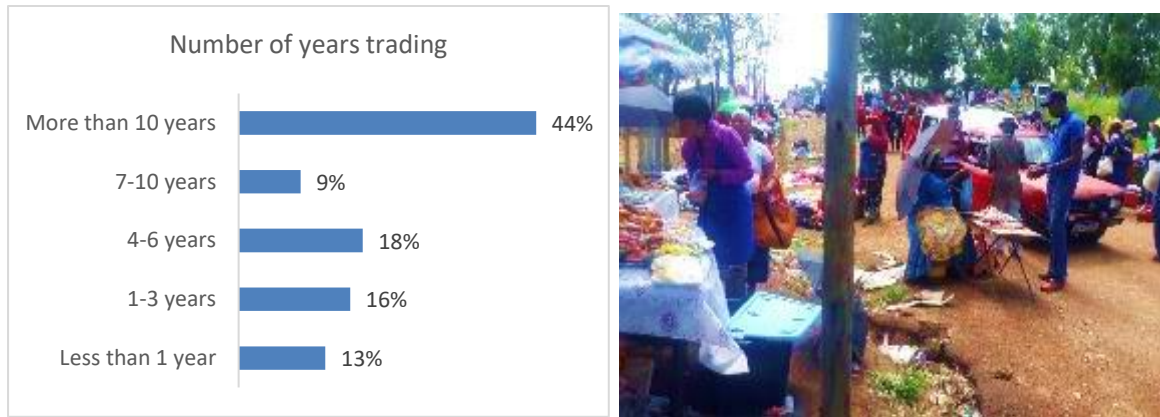 Number of years trading
More than 10 years 44%
7-10 years 9%
4-6 years 18%
1-3 years 16%
Less than 1 year 13%